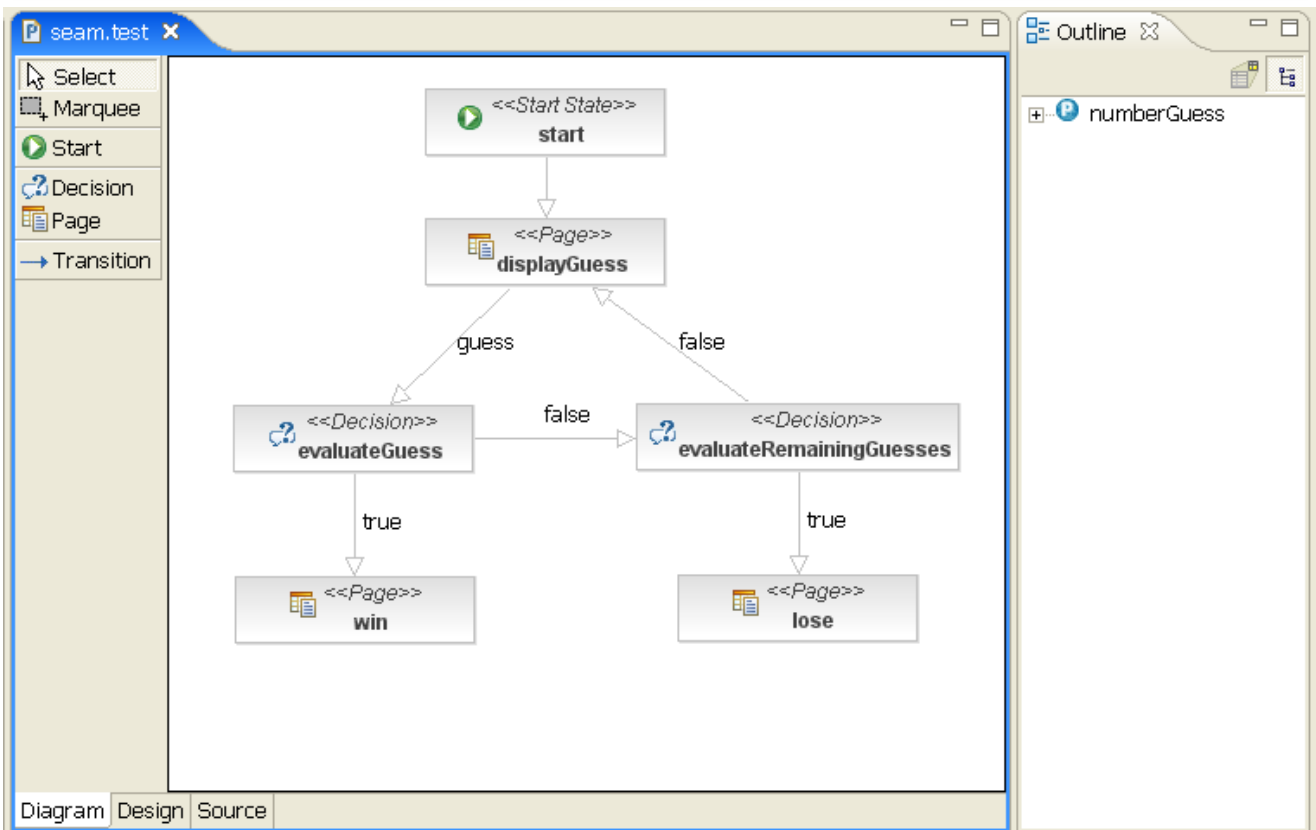 seam.test
Outline
Select
Marquee
Start
Decision
Page
Transition
<<Start State>>
start
<<Page>>
displayGuess
guess
false
<<Decision>>
evaluateGuess
false
<<Decision>>
evaluateRemainingGuesses
true
true
<<Page>>
win
<<Page>>
lose
numberGuess
Diagram Design Source